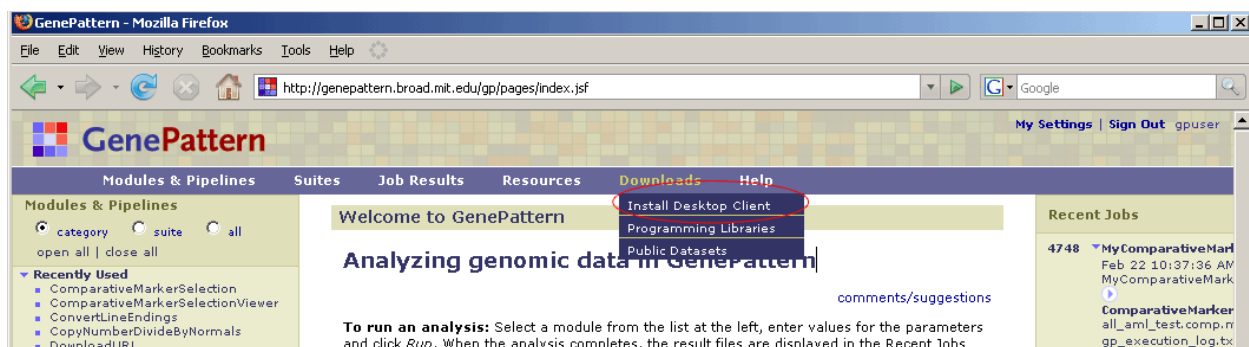 GenePattern - Mozilla Firefox
File Edit View History Bookmarks Tools Help
http://genepattern.broad.mit.edu/gp/pages/index.jsf
G Google
GenePattern
My Settings | Sign Out gpuser
Modules & Pipelines Suites Job Results Resources Downloads Help
Install Desktop Client
Programming Libraries
Public Datasets
Modules & Pipelines
category suite all
open all | close all
Recently Used
ComparativeMarkerSelection
ComparativeMarkerSelectionViewer
ConvertLineEndings
CopyNumberDivideByNormals
DownloadURL
Welcome to GenePattern
Analyzing genomic data in GenePattern
comments/suggestions
To run an analysis: Select a module from the list at the left, enter values for the parameters
and click Run. When the analysis completes, the result files are displayed in the Recent Jobs
Recent Jobs
4748 MyComparativeMark
Feb 22 10:37:36 AM
MyComparativeMark
ComparativeMarker
all_aml_test.comp.m
gp_execution_log.tx